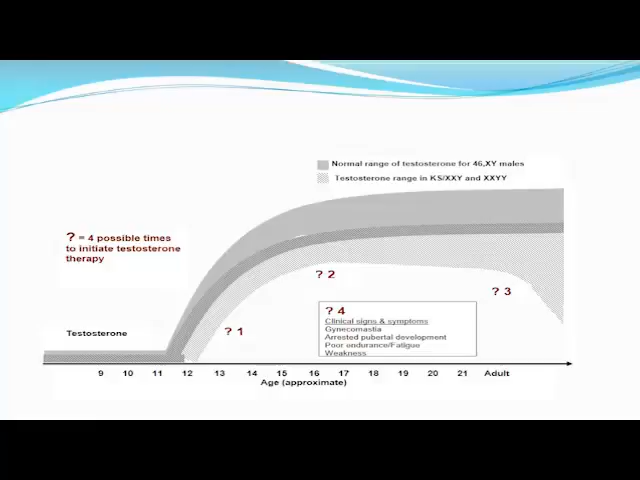 Normal range of testosterone for 46,XY males
Testosterone range in KS/XXY and XXYY
? = 4 possible times
to initiate testosterone
therapy
? 2
? 3
? 4
Clinical signs & symptoms
Gynecomastia
Arrested pubertal development
Poor endurance/Fatigue
Weakness
? 1
Testosterone
9 10 11 12 13 14 15 16 17 18 19 20 21 Adult
Age (approximate)